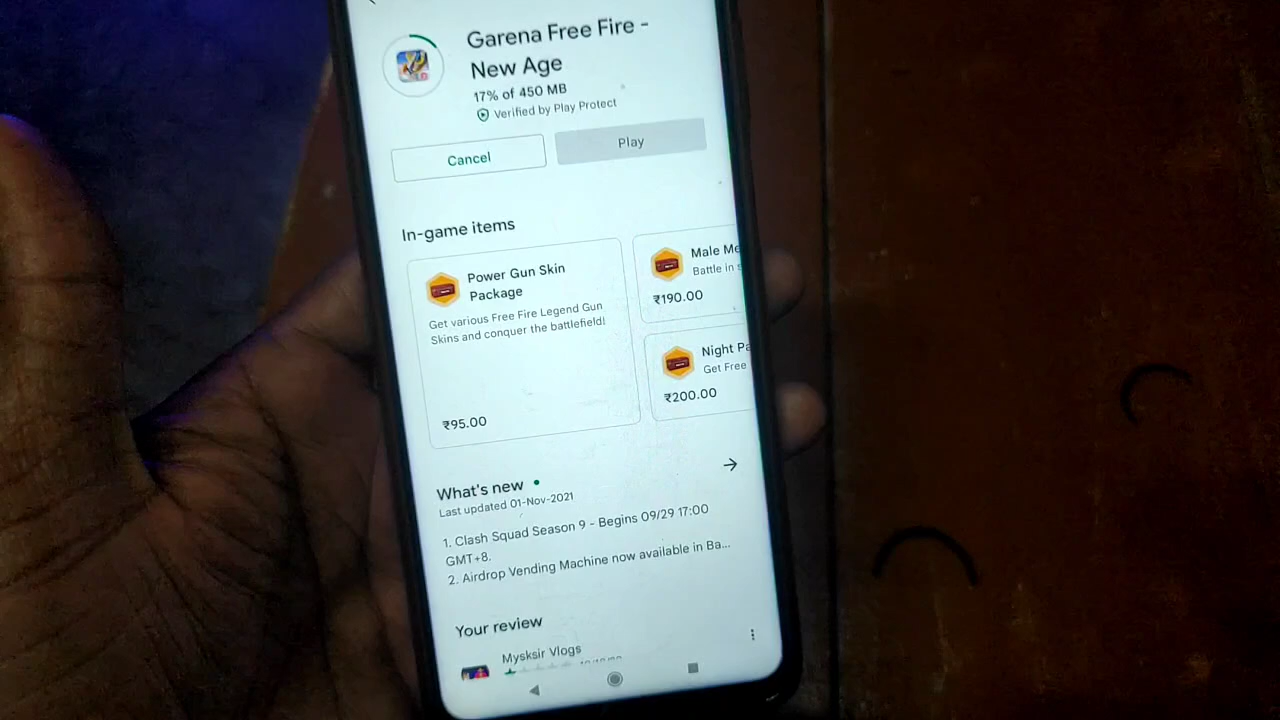 Garena Free Fire -
New Age
17% of 450 MB
Verified by Play Protect
Cancel
Play
In-game items
Power Gun Skin
Package
Get various Free Fire Legend Gun
Skins and conquer the battlefield!
₹95.00
Male Me
Battle in s
₹190.00
Night Pa
Get Free
₹200.00
What's new
Last updated 01-Nov-2021
1. Clash Squad Season 9 - Begins 09/29 17:00
GMT+8.
2. Airdrop Vending Machine now available in Ba...
Your review
Mysksir Vlogs